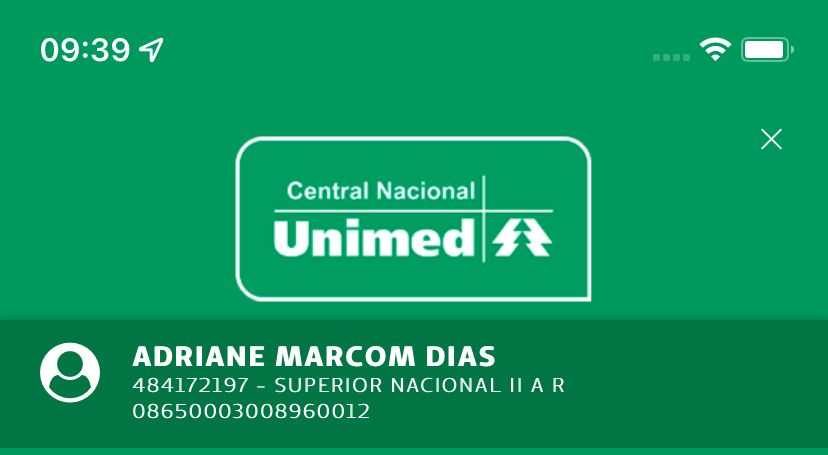 09:39
Central Nacional
Unimed
ADRIANE MARCOM DIAS
484172197 - SUPERIOR NACIONAL II A R
08650003008960012